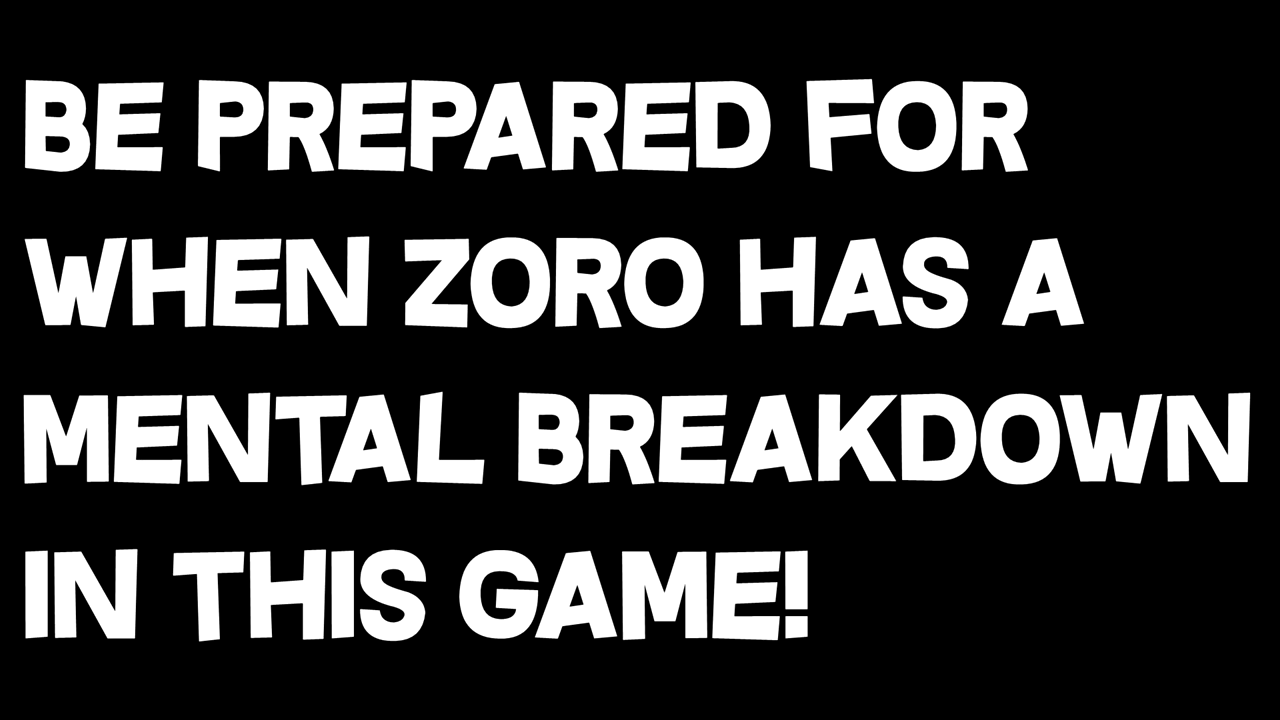 BE PREPARED FOR
WHEN ZORO HAS A
MENTAL BREAKDOWN
IN THIS GAME!